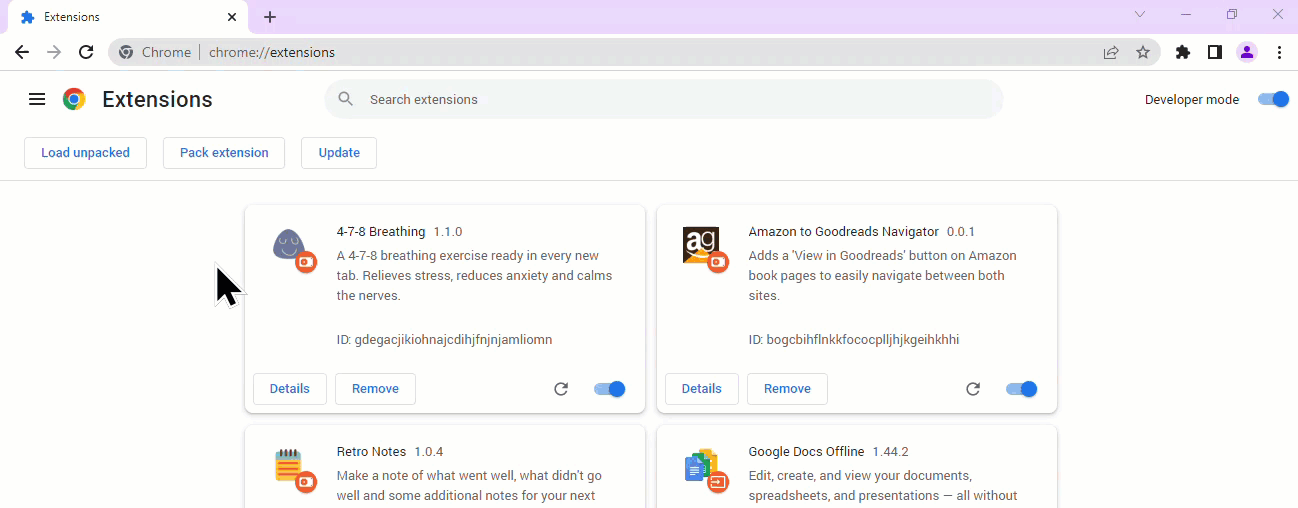 Extensions
Chrome | chrome://extensions
Extensions
Search extensions
Developer mode
Load unpacked
Pack extension
Update
4-7-8 Breathing 1.1.0
A 4-7-8 breathing exercise ready in every new
tab. Relieves stress, reduces anxiety and calms
the nerves.
ID: gdegacjikiohnajcdihjfnjnjamliomn
Details
Remove
ag
Amazon to Goodreads Navigator 0.0.1
Adds a 'View in Goodreads' button on Amazon
book pages to easily navigate between both
sites.
ID: bogcbihflnkkfococplljhjkgeihkhhi
Details
Remove
Retro Notes 1.0.4
Make a note of what went well, what didn't go
well and some additional notes for your next
Google Docs Offline 1.44.2
Edit, create, and view your documents,
spreadsheets, and presentations — all without